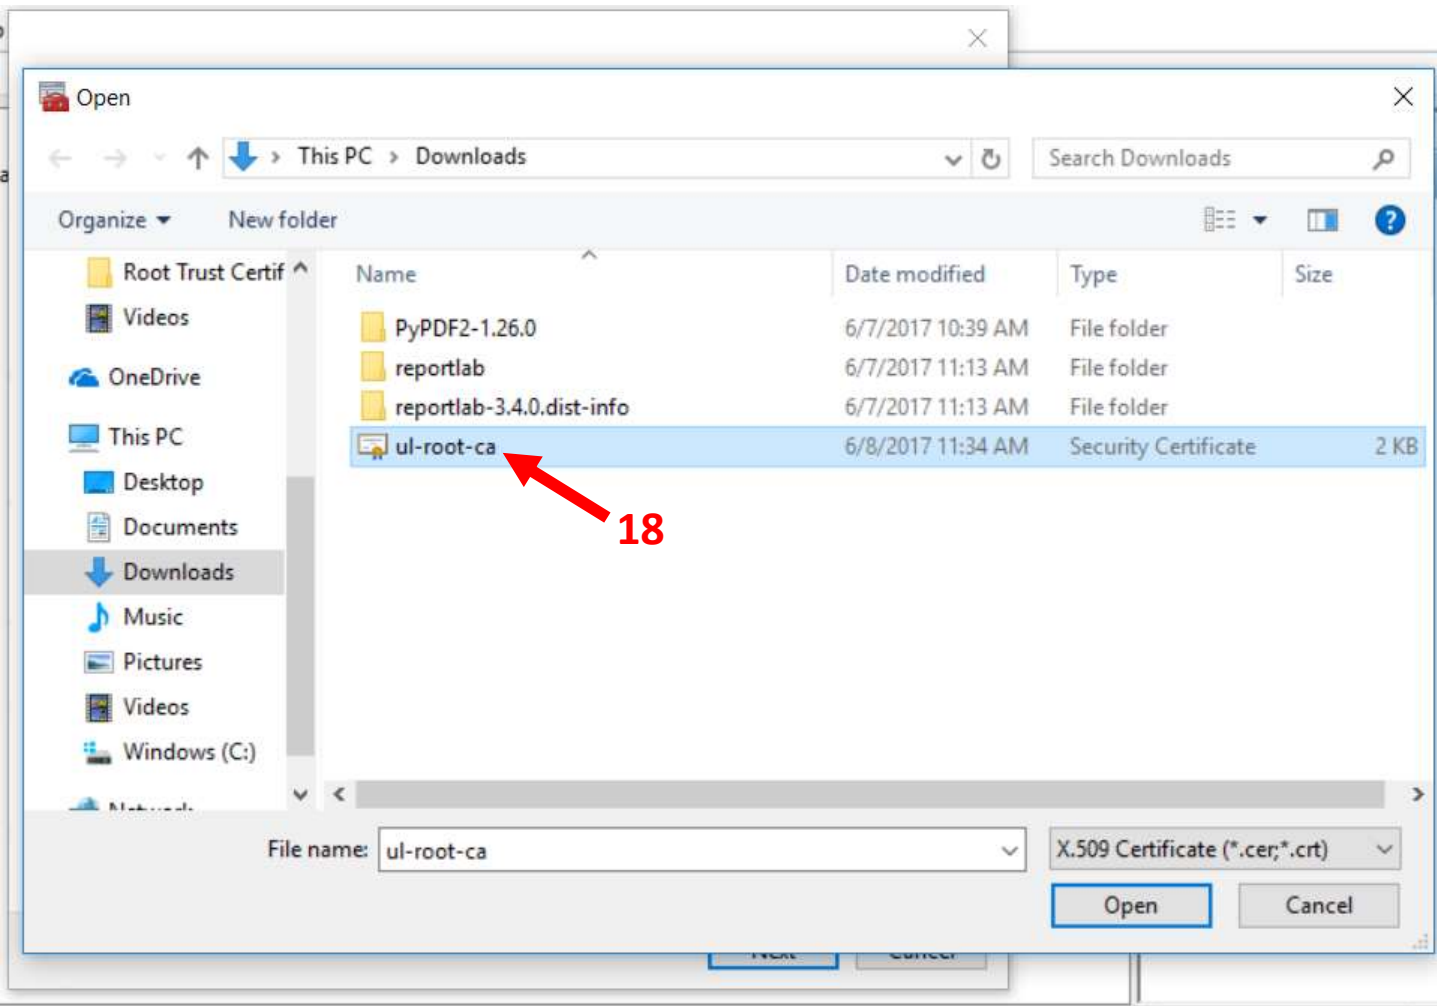 Open
This PC > Downloads
Search Downloads
Organize
New folder
Name
Date modified
Type
Size
Root Trust Certif
Videos
OneDrive
This PC
Desktop
Documents
Downloads
Music
Pictures
Videos
Windows (C:)
Network
PyPDF2-1.26.0 6/7/2017 10:39 AM File folder
reportlab 6/7/2017 11:13 AM File folder
reportlab-3.4.0.dist-info 6/7/2017 11:13 AM File folder
ul-root-ca 6/8/2017 11:34 AM Security Certificate 2 KB
18
File name: ul-root-ca
X.509 Certificate (*.cer;*.crt)
Open
Cancel
Next
Cancel